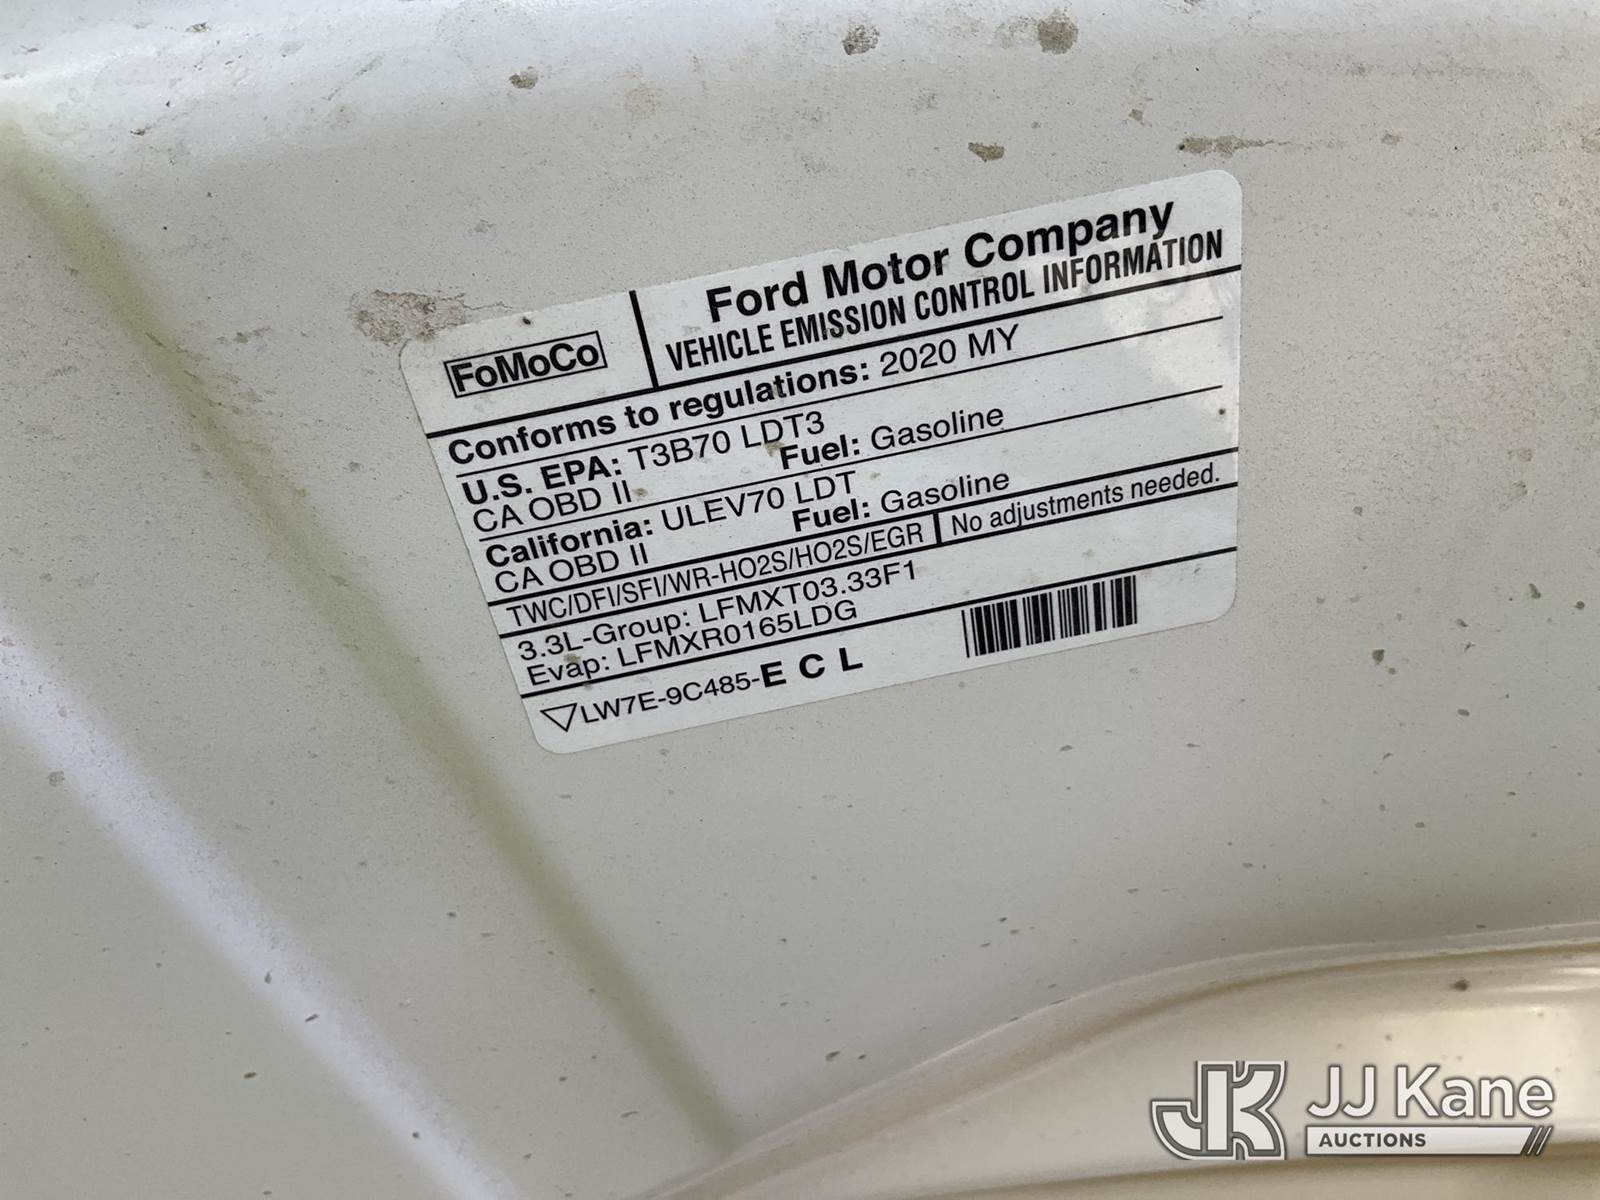 FoMoCo
Ford Motor Company
VEHICLE EMISSION CONTROL INFORMATION
Conforms to regulations: 2020 MY
U.S. EPA: T3B70 LDT3
CA OBD II Fuel: Gasoline
California: ULEV70 LDT
CA OBD II Fuel: Gasoline
TWC/DFI/SFI/WR-HO2S/HO2S/EGR No adjustments needed.
3.3L-Group: LFMXT03.33F1
Evap: LFMXR0165LDG
LW7E-9C485-E C L
JK JJ Kane
AUCTIONS